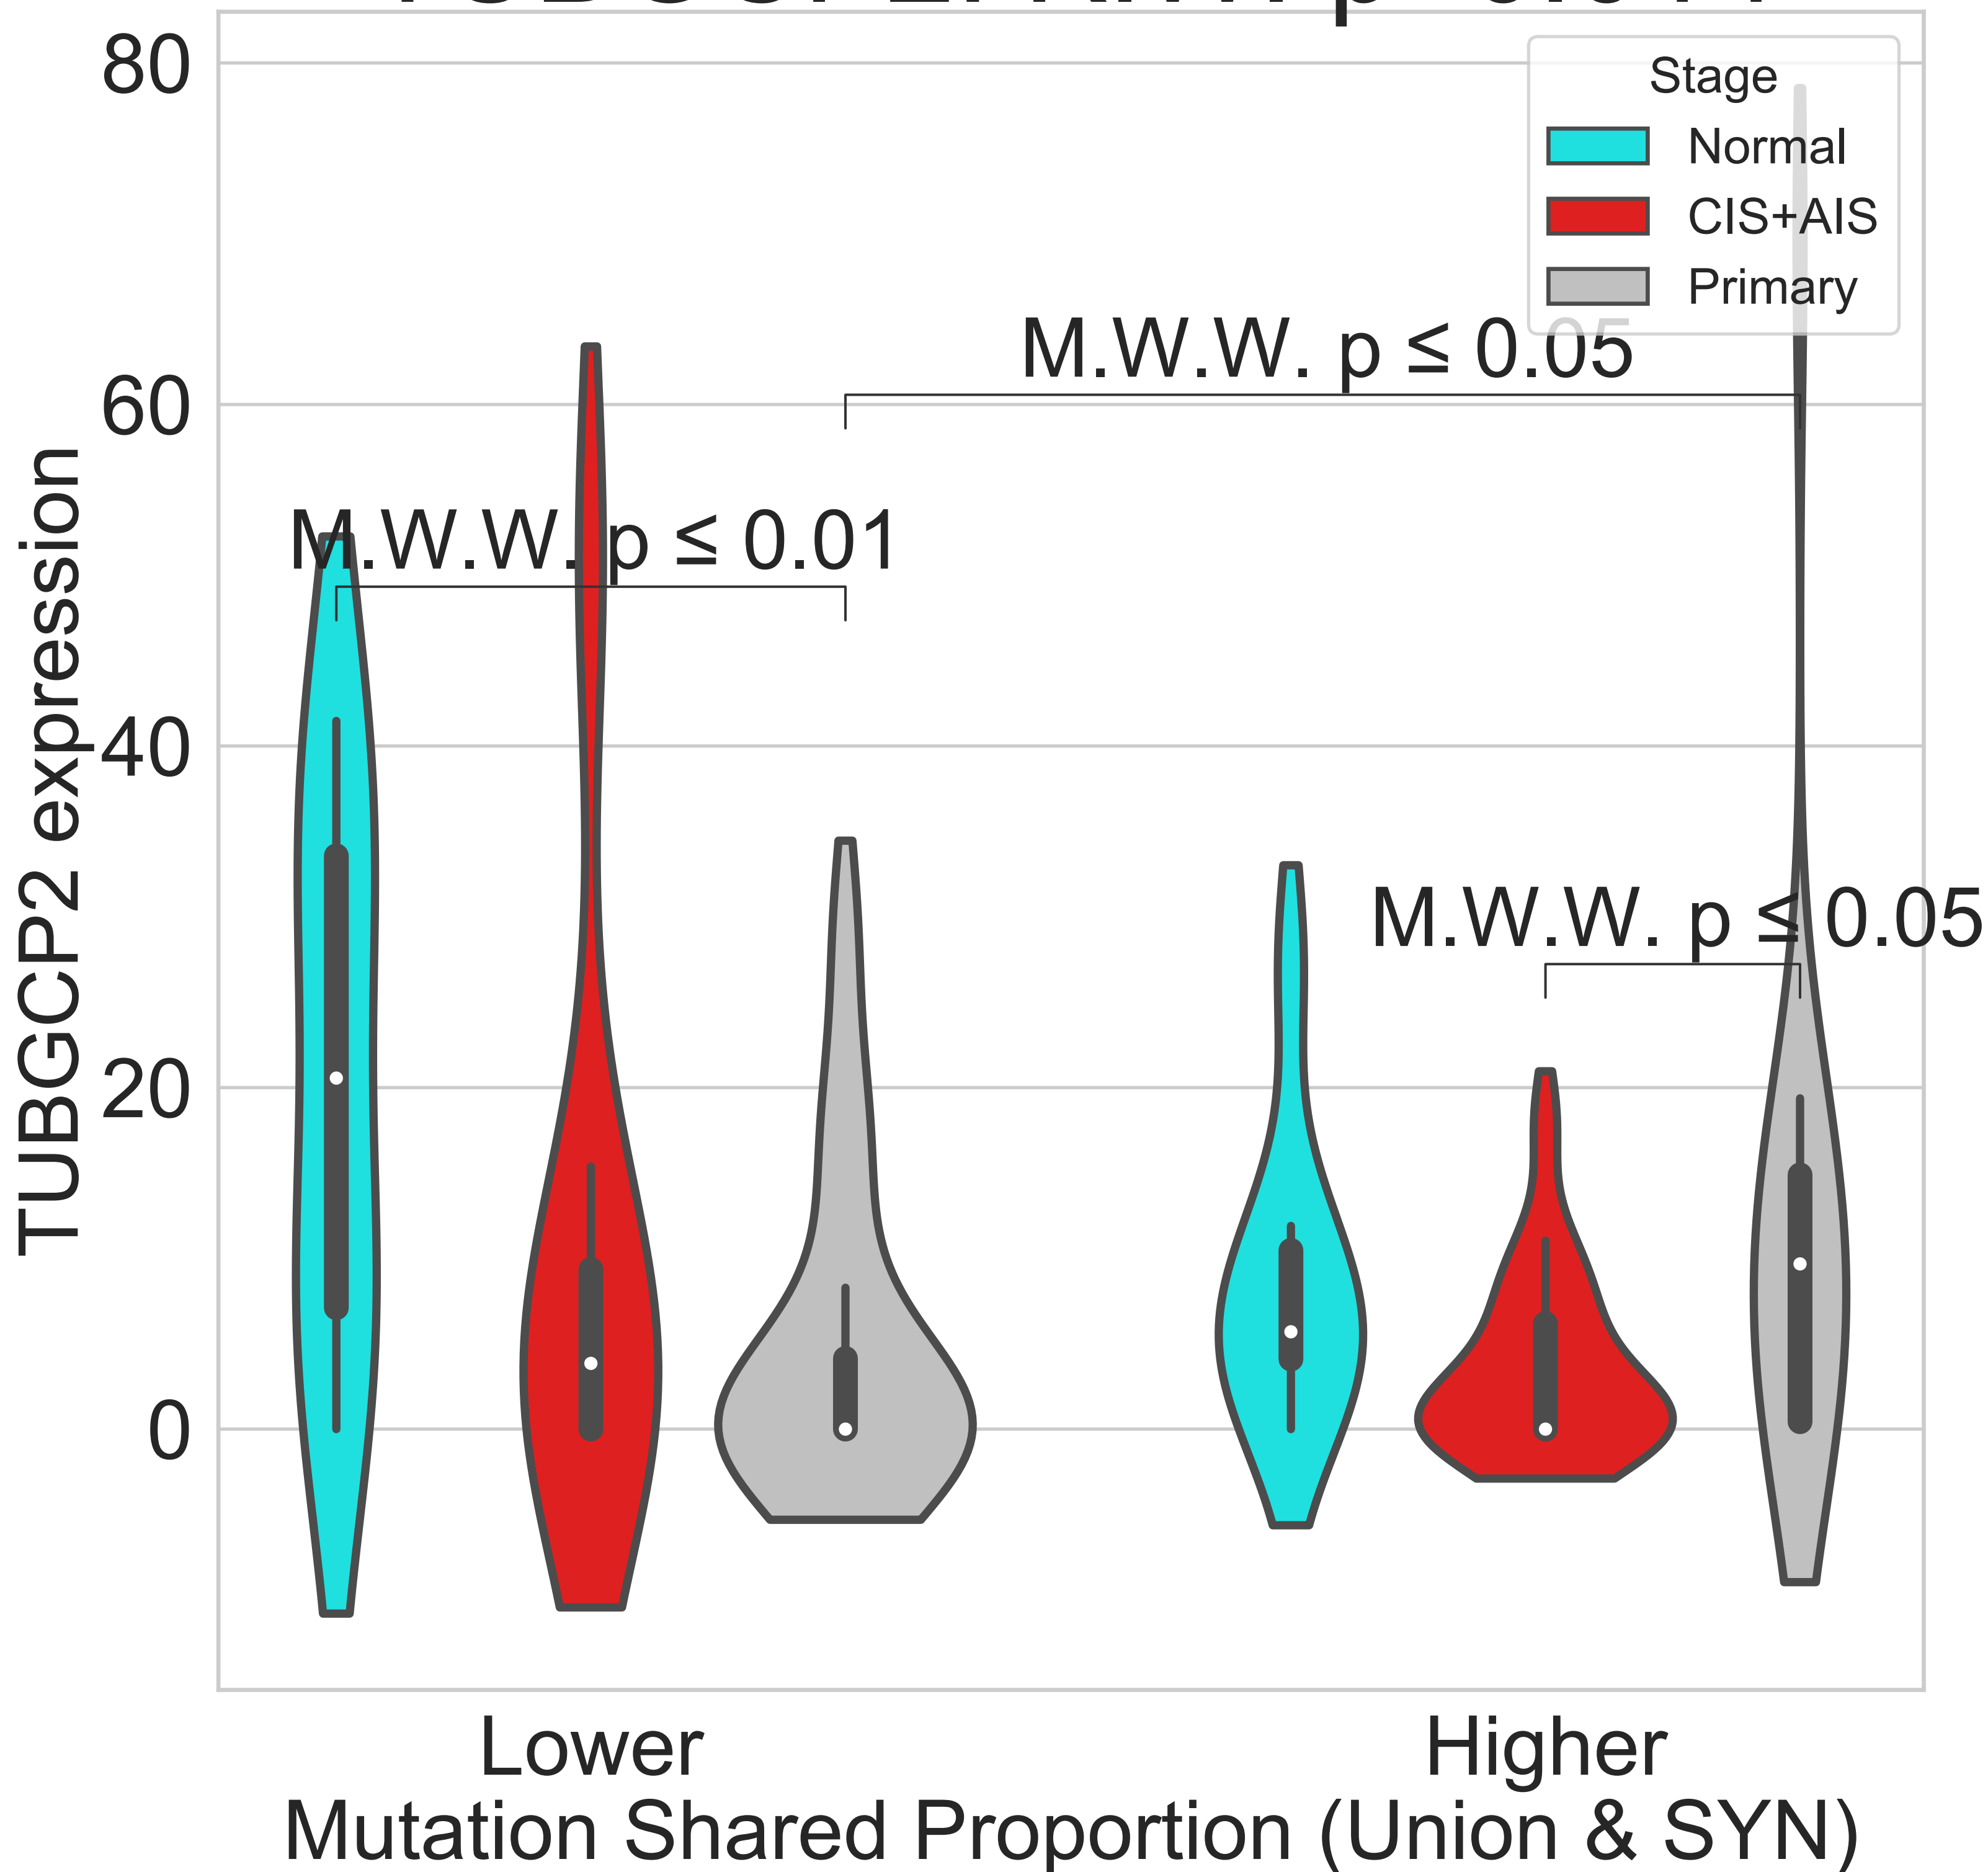 80
60
40
20
0
TUBGCP2 expression
Stage
Normal
CIS+AIS
Primary
M.W.W. p ≤ 0.05
M.W.W. p ≤ 0.01
M.W.W. p ≤ 0.05
Lower
Higher
Mutation Shared Proportion (Union & SYN)